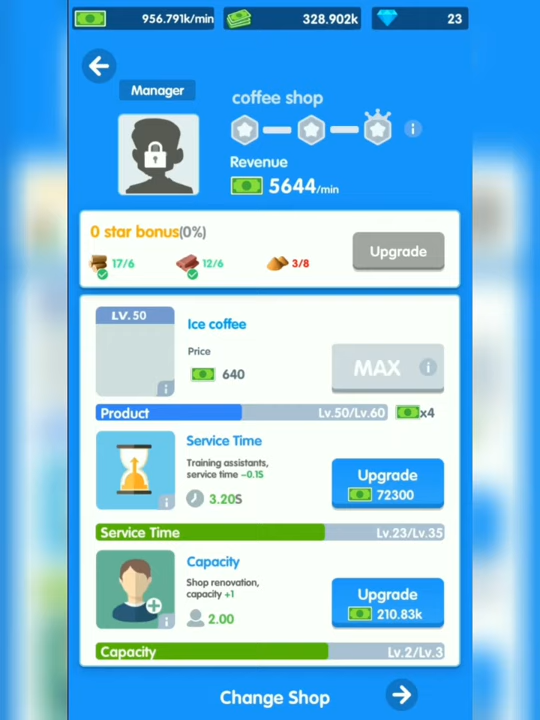 956.791k/min 328.902k 23
Manager
coffee shop
i
Revenue
5644/min
0 star bonus(0%)
17/6 12/6 3/8
Upgrade
LV.50
i
Ice coffee
Price
640
MAX i
Product Lv.50/Lv.60 x4
Service Time
Training assistants,
service time -0.1S
3.20S
i
Upgrade
72300
Service Time Lv.23/Lv.35
Capacity
Shop renovation,
capacity +1
2.00
i
Upgrade
210.83k
Capacity Lv.2/Lv.3
Change Shop